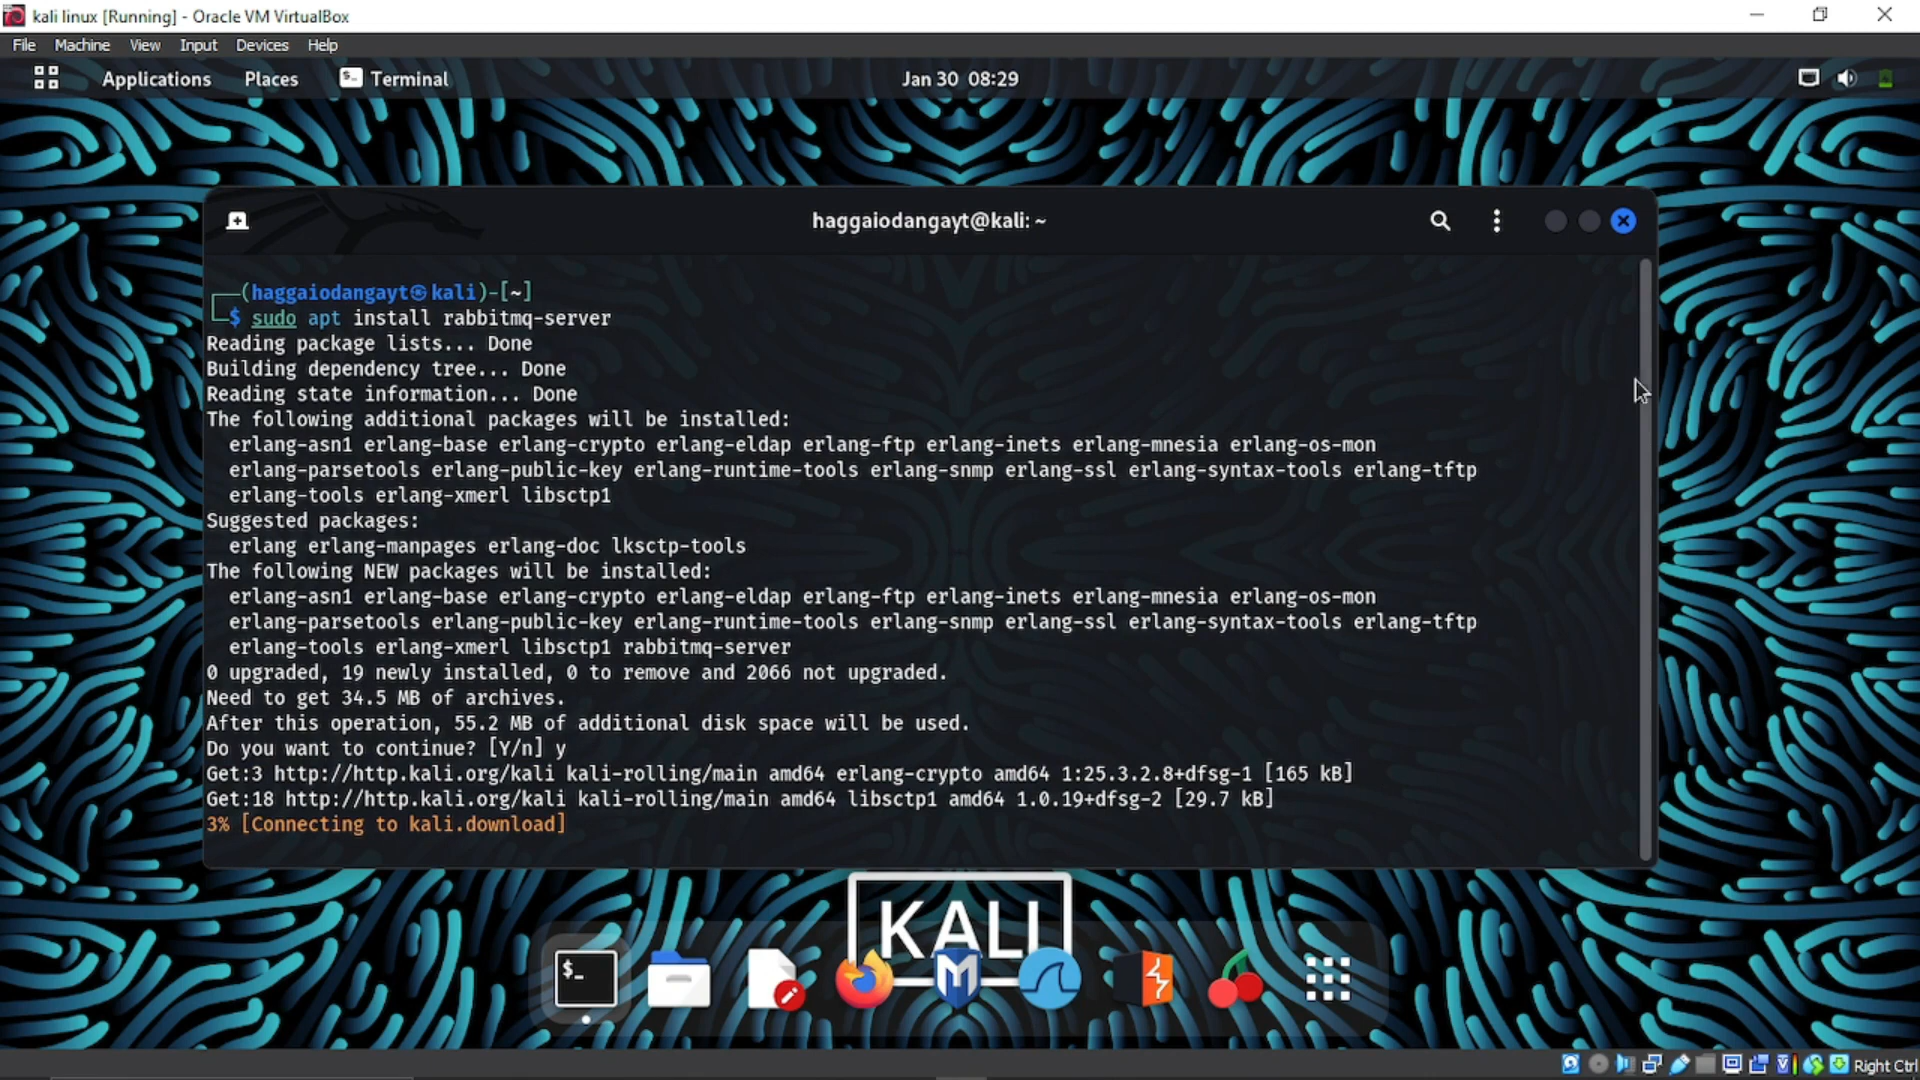 kali linux [Running] - Oracle VM VirtualBox
File Machine View Input Devices Help
Applications Places Terminal Jan 30 08:29
haggaiodangayt@kali: ~
(haggaiodangayt㉿kali)-[~]
$ sudo apt install rabbitmq-server
Reading package lists... Done
Building dependency tree... Done
Reading state information... Done
The following additional packages will be installed:
erlang-asn1 erlang-base erlang-crypto erlang-eldap erlang-ftp erlang-inets erlang-mnesia erlang-os-mon
erlang-parsetools erlang-public-key erlang-runtime-tools erlang-snmp erlang-ssl erlang-syntax-tools erlang-tftp
erlang-tools erlang-xmerl libsctp1
Suggested packages:
erlang erlang-manpages erlang-doc lksctp-tools
The following NEW packages will be installed:
erlang-asn1 erlang-base erlang-crypto erlang-eldap erlang-ftp erlang-inets erlang-mnesia erlang-os-mon
erlang-parsetools erlang-public-key erlang-runtime-tools erlang-snmp erlang-ssl erlang-syntax-tools erlang-tftp
erlang-tools erlang-xmerl libsctp1 rabbitmq-server
0 upgraded, 19 newly installed, 0 to remove and 2066 not upgraded.
Need to get 34.5 MB of archives.
After this operation, 55.2 MB of additional disk space will be used.
Do you want to continue? [Y/n] y
Get:3 http://http.kali.org/kali kali-rolling/main amd64 erlang-crypto amd64 1:25.3.2.8+dfsg-1 [165 kB]
Get:18 http://http.kali.org/kali kali-rolling/main amd64 libsctp1 amd64 1.0.19+dfsg-2 [29.7 kB]
3% [Connecting to kali.download]
KALI
$_
M
Right Ctrl